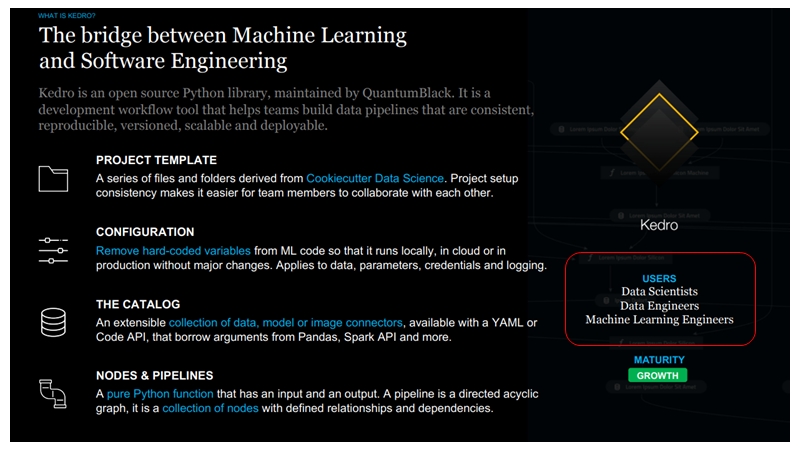 WHAT IS KEDRO?
The bridge between Machine Learning
and Software Engineering
Kedro is an open source Python library, maintained by QuantumBlack. It is a
development workflow tool that helps teams build data pipelines that are consistent,
reproducible, versioned, scalable and deployable.
PROJECT TEMPLATE
A series of files and folders derived from Cookiecutter Data Science. Project setup
consistency makes it easier for team members to collaborate with each other.
CONFIGURATION
Remove hard-coded variables from ML code so that it runs locally, in cloud or in
production without major changes. Applies to data, parameters, credentials and logging.
THE CATALOG
An extensible collection of data, model or image connectors, available with a YAML or
Code API, that borrow arguments from Pandas, Spark API and more.
NODES & PIPELINES
A pure Python function that has an input and an output. A pipeline is a directed acyclic
graph, it is a collection of nodes with defined relationships and dependencies.
Kedro
USERS
Data Scientists
Data Engineers
Machine Learning Engineers
MATURITY
GROWTH